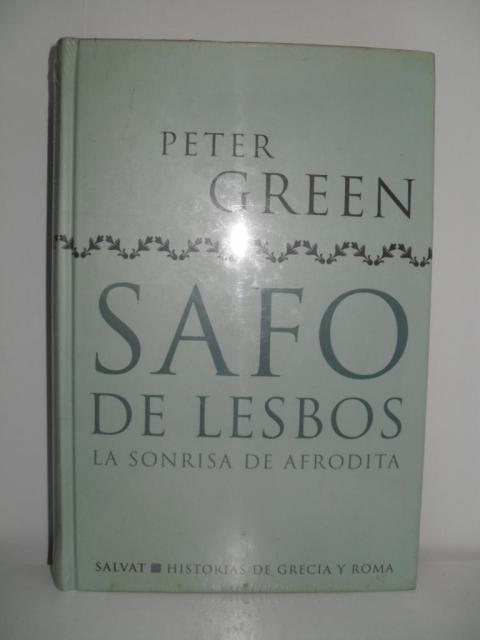 PETER
GREEN
SAFO
DE LESBOS
LA SONRISA DE AFRODITA
SALVAT ■ HISTORIAS DE GRECIA Y ROMA